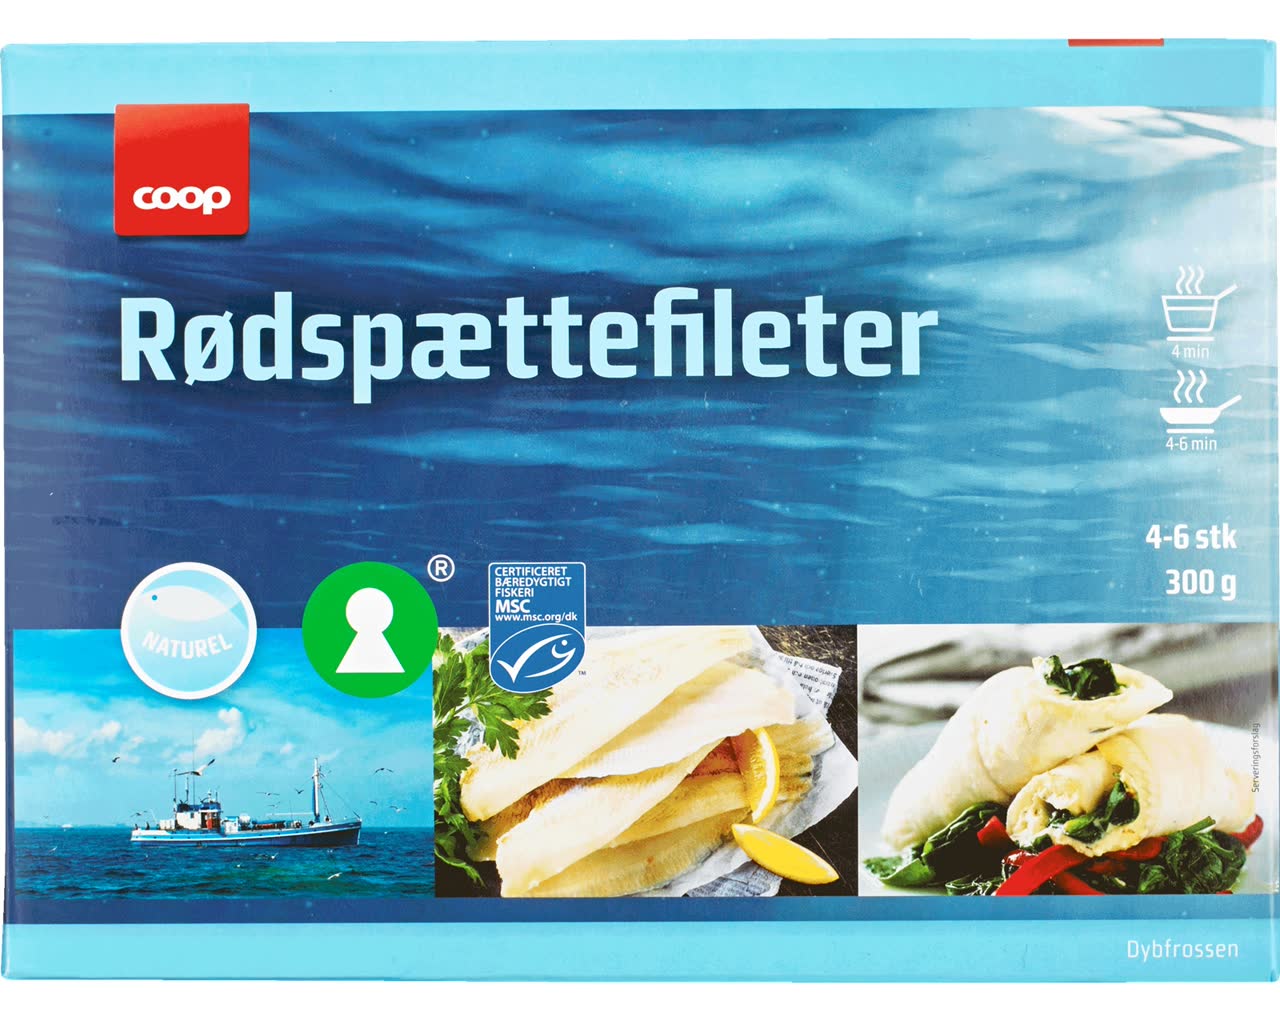 coop
Rødspættefileter
4 min
4-6 min
4-6 stk
300 g
NATUREL
®
CERTIFICERET
BÆREDYGTIGT
FISKERI
MSC
www.msc.org/dk
™
Serveringsforslag
Dybfrossen